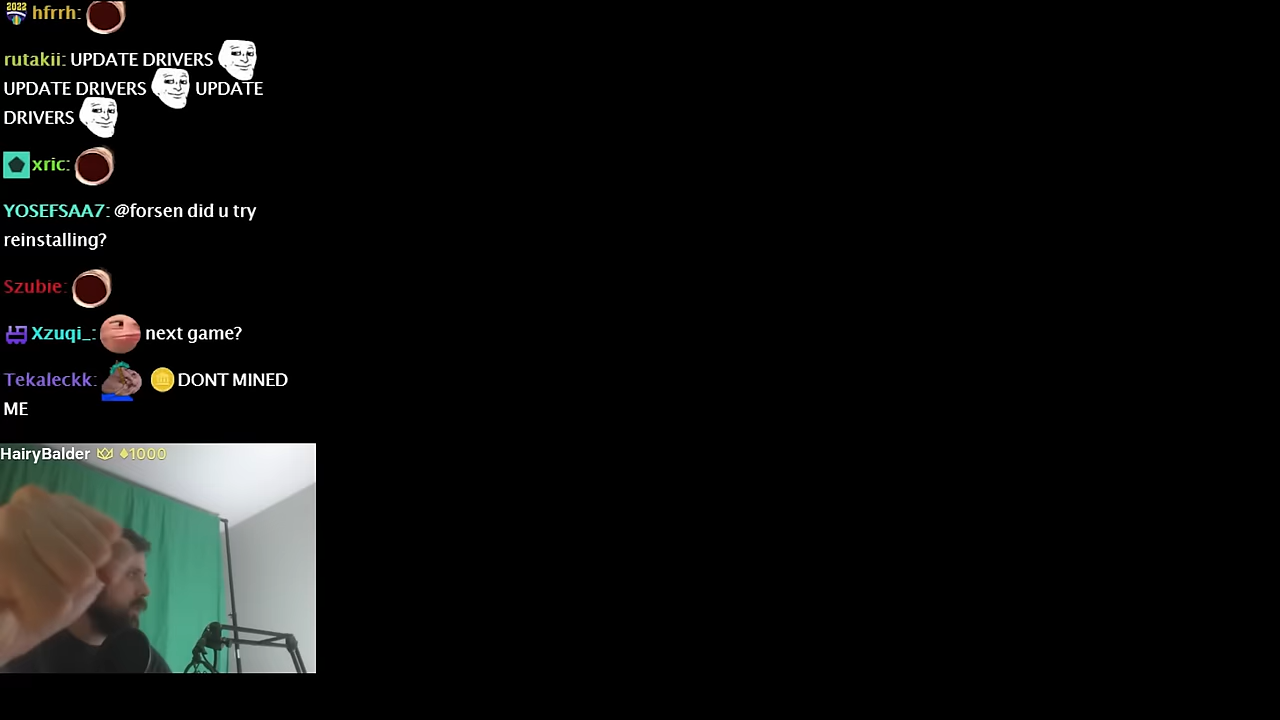 2022
hfrrh:
rutakii: UPDATE DRIVERS
UPDATE DRIVERS UPDATE
DRIVERS
xric:
YOSEFSAA7: @forsen did u try
reinstalling?
Szubie:
Xzuqi_: next game?
Tekaleckk: DONT MINED
ME
HairyBalder 1000